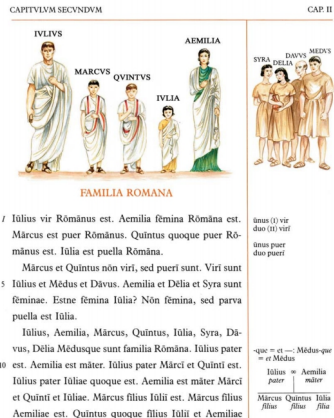 CAPITVLVM SECVNDVM
CAP. II
IVLIVS
MARCVS
QVINTVS
IVLIA
AEMILIA
SYRA
DELIA
DAVVS
MEDVS
FAMILIA ROMANA
1 Iūlius vir Rōmānus est. Aemilia fēmina Rōmāna est.
Mārcus est puer Rōmānus. Quīntus quoque puer Rō-
mānus est. Iūlia est puella Rōmāna.
Mārcus et Quīntus nōn virī, sed puerī sunt. Virī sunt
5 Iūlius et Mēdus et Dāvus. Aemilia et Dēlia et Syra sunt
fēminae. Estne fēmina Iūlia? Nōn fēmina, sed parva
puella est Iūlia.
Iūlius, Aemilia, Mārcus, Quīntus, Iūlia, Syra, Dā-
vus, Dēlia Mēdusque sunt familia Rōmāna. Iūlius pater
10 est. Aemilia est māter. Iūlius pater Mārcī et Quīntī est.
Iūlius pater Iūliae quoque est. Aemilia est māter Mārcī
et Quīntī et Iūliae. Mārcus fīlius Iūliī est. Mārcus fīlius
Aemiliae est. Quīntus quoque fīlius Iūliī et Aemiliae
ūnus (I) vir
duo (II) virī
ūnus puer
duo puerī
-que = et —: Mēdus-que
= et Mēdus
Iūlius ∞ Aemilia
pater māter
Mārcus Quīntus Iūlia
fīlius fīlius fīlia